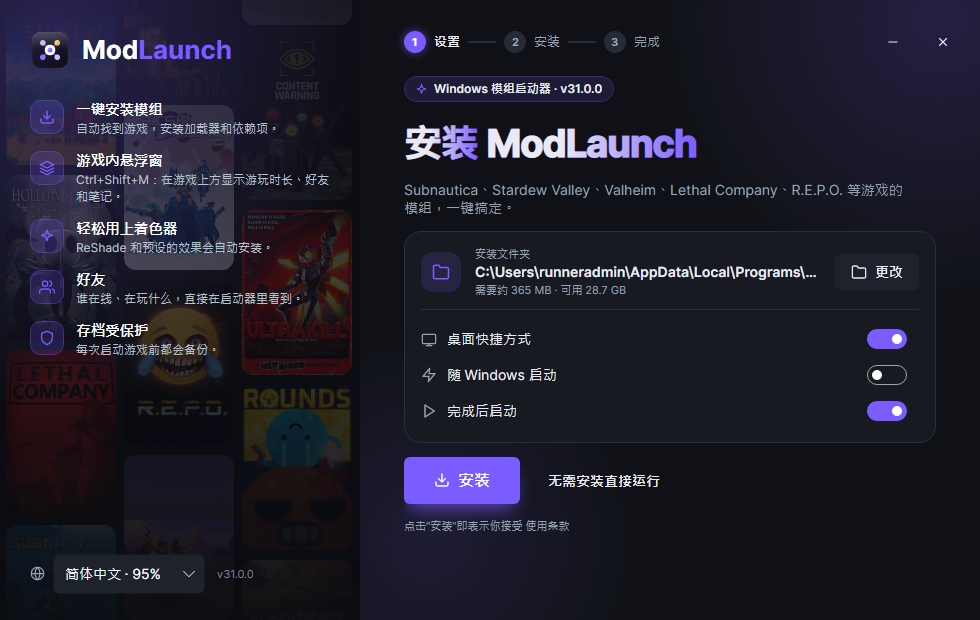 ModLaunch
一键安装模组
自动找到游戏，安装加载器和依赖项。
游戏内悬浮窗
Ctrl+Shift+M：在游戏上方显示游玩时长、好友
和笔记。
轻松用上着色器
ReShade 和预设的效果会自动安装。
好友
谁在线、在玩什么，直接在启动器里看到。
存档受保护
每次启动游戏前都会备份。
CONTENT
WARNING
ULTRAKILL
LETHAL
COMPANY
R.E.P.O.
ROUNDS
简体中文 · 95%
v31.0.0
1 设置
2 安装
3 完成
Windows 模组启动器 · v31.0.0
安装 ModLaunch
Subnautica、Stardew Valley、Valheim、Lethal Company、R.E.P.O. 等游戏的
模组，一键搞定。
安装文件夹
C:\Users\runneradmin\AppData\Local\Programs\...
需要约 365 MB · 可用 28.7 GB
更改
桌面快捷方式
随 Windows 启动
完成后启动
安装
无需安装直接运行
点击“安装”即表示你接受 使用条款